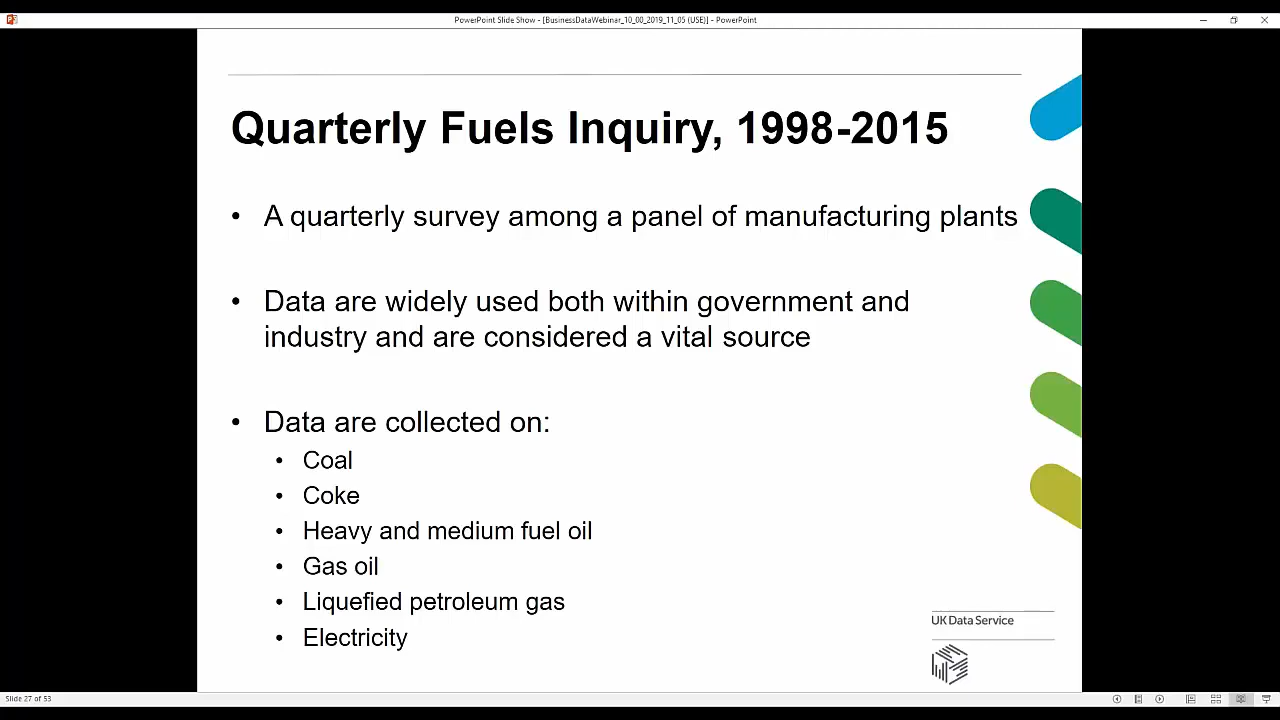 PowerPoint Slide Show - [BusinessDataWebinar_10_00_2019_11_05 (USE)] - PowerPoint
Quarterly Fuels Inquiry, 1998-2015
• A quarterly survey among a panel of manufacturing plants
• Data are widely used both within government and
industry and are considered a vital source
• Data are collected on:
• Coal
• Coke
• Heavy and medium fuel oil
• Gas oil
• Liquefied petroleum gas
• Electricity
UK Data Service
Slide 27 of 53